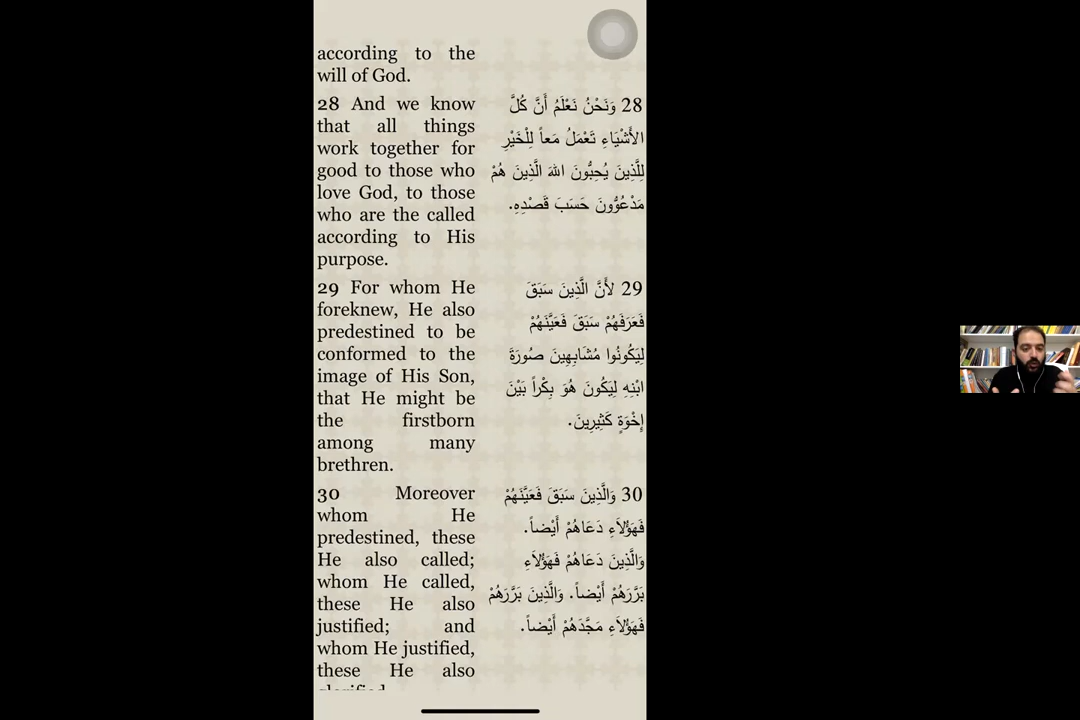 according to the
will of God.
28 And we know
that all things
work together for
good to those who
love God, to those
who are the called
according to His
purpose.
29 For whom He
foreknew, He also
predestined to be
conformed to the
image of His Son,
that He might be
the firstborn
among many
brethren.
30 Moreover
whom He
predestined, these
He also called;
whom He called,
these He also
justified; and
whom He justified,
these He also
28 وَنَحْنُ نَعْلَمُ أَنَّ كُلَّ
الأَشْيَاءِ تَعْمَلُ مَعاً لِلْخَيْرِ
لِلَّذِينَ يُحِبُّونَ اللهَ الَّذِينَ هُمْ
مَدْعُوُّونَ حَسَبَ قَصْدِهِ.
29 لأَنَّ الَّذِينَ سَبَقَ
فَعَرَفَهُمْ سَبَقَ فَعَيَّنَهُمْ
لِيَكُونُوا مُشَابِهِينَ صُورَةَ
ابْنِهِ لِيَكُونَ هُوَ بِكْراً بَيْنَ
إِخْوَةٍ كَثِيرِينَ.
30 وَالَّذِينَ سَبَقَ فَعَيَّنَهُمْ
فَهَؤُلاَءِ دَعَاهُمْ أَيْضاً.
وَالَّذِينَ دَعَاهُمْ فَهَؤُلاَءِ
بَرَّرَهُمْ أَيْضاً. وَالَّذِينَ بَرَّرَهُمْ
فَهَؤُلاَءِ مَجَّدَهُمْ أَيْضاً.